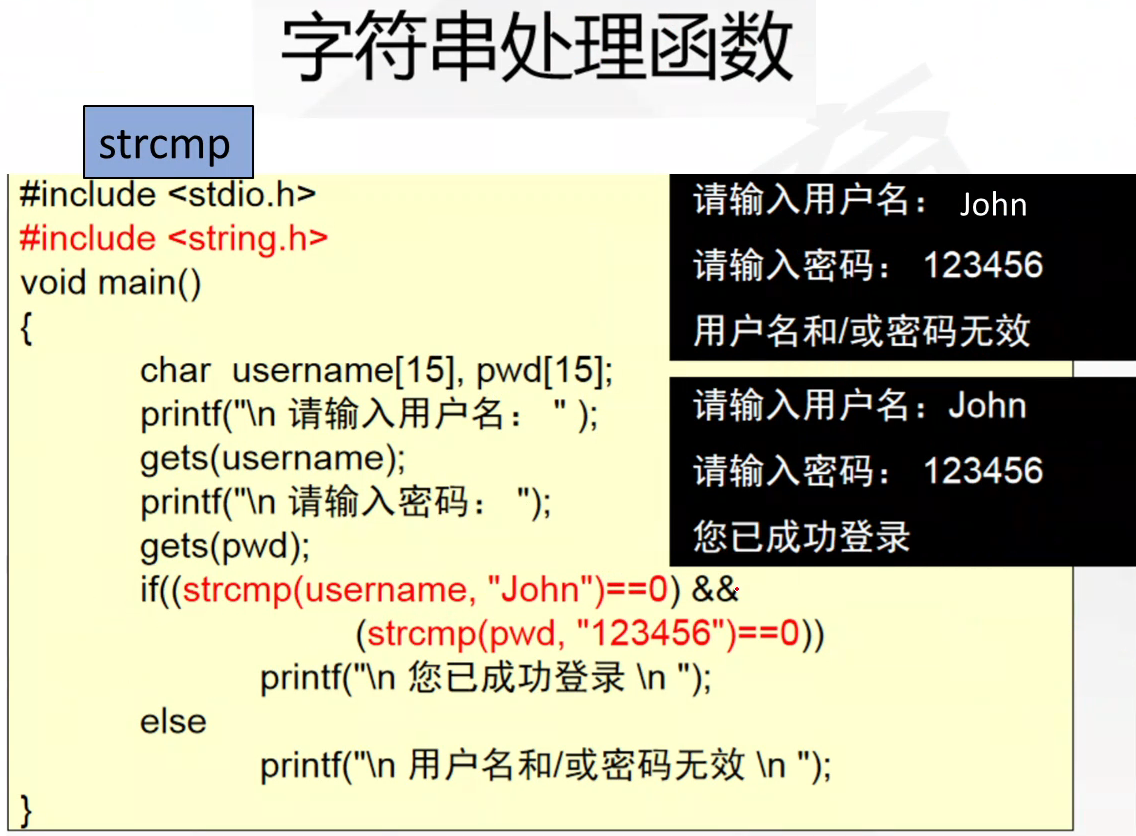 字符串处理函数
strcmp
#include <stdio.h>
#include <string.h>
void main()
{
char username[15], pwd[15];
printf("\n 请输入用户名： " );
gets(username);
printf("\n 请输入密码： ");
gets(pwd);
if((strcmp(username, "John")==0) &&
(strcmp(pwd, "123456")==0))
printf("\n 您已成功登录 \n ");
else
printf("\n 用户名和/或密码无效 \n ");
}
请输入用户名： John
请输入密码： 123456
用户名和/或密码无效
请输入用户名：John
请输入密码： 123456
您已成功登录